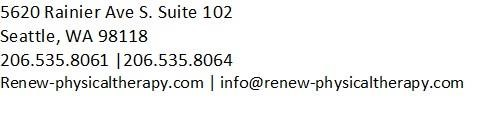 5620 Rainier Ave S. Suite 102
Seattle, WA 98118
206.535.8061 |206.535.8064
Renew-physicaltherapy.com | info@renew-physicaltherapy.com